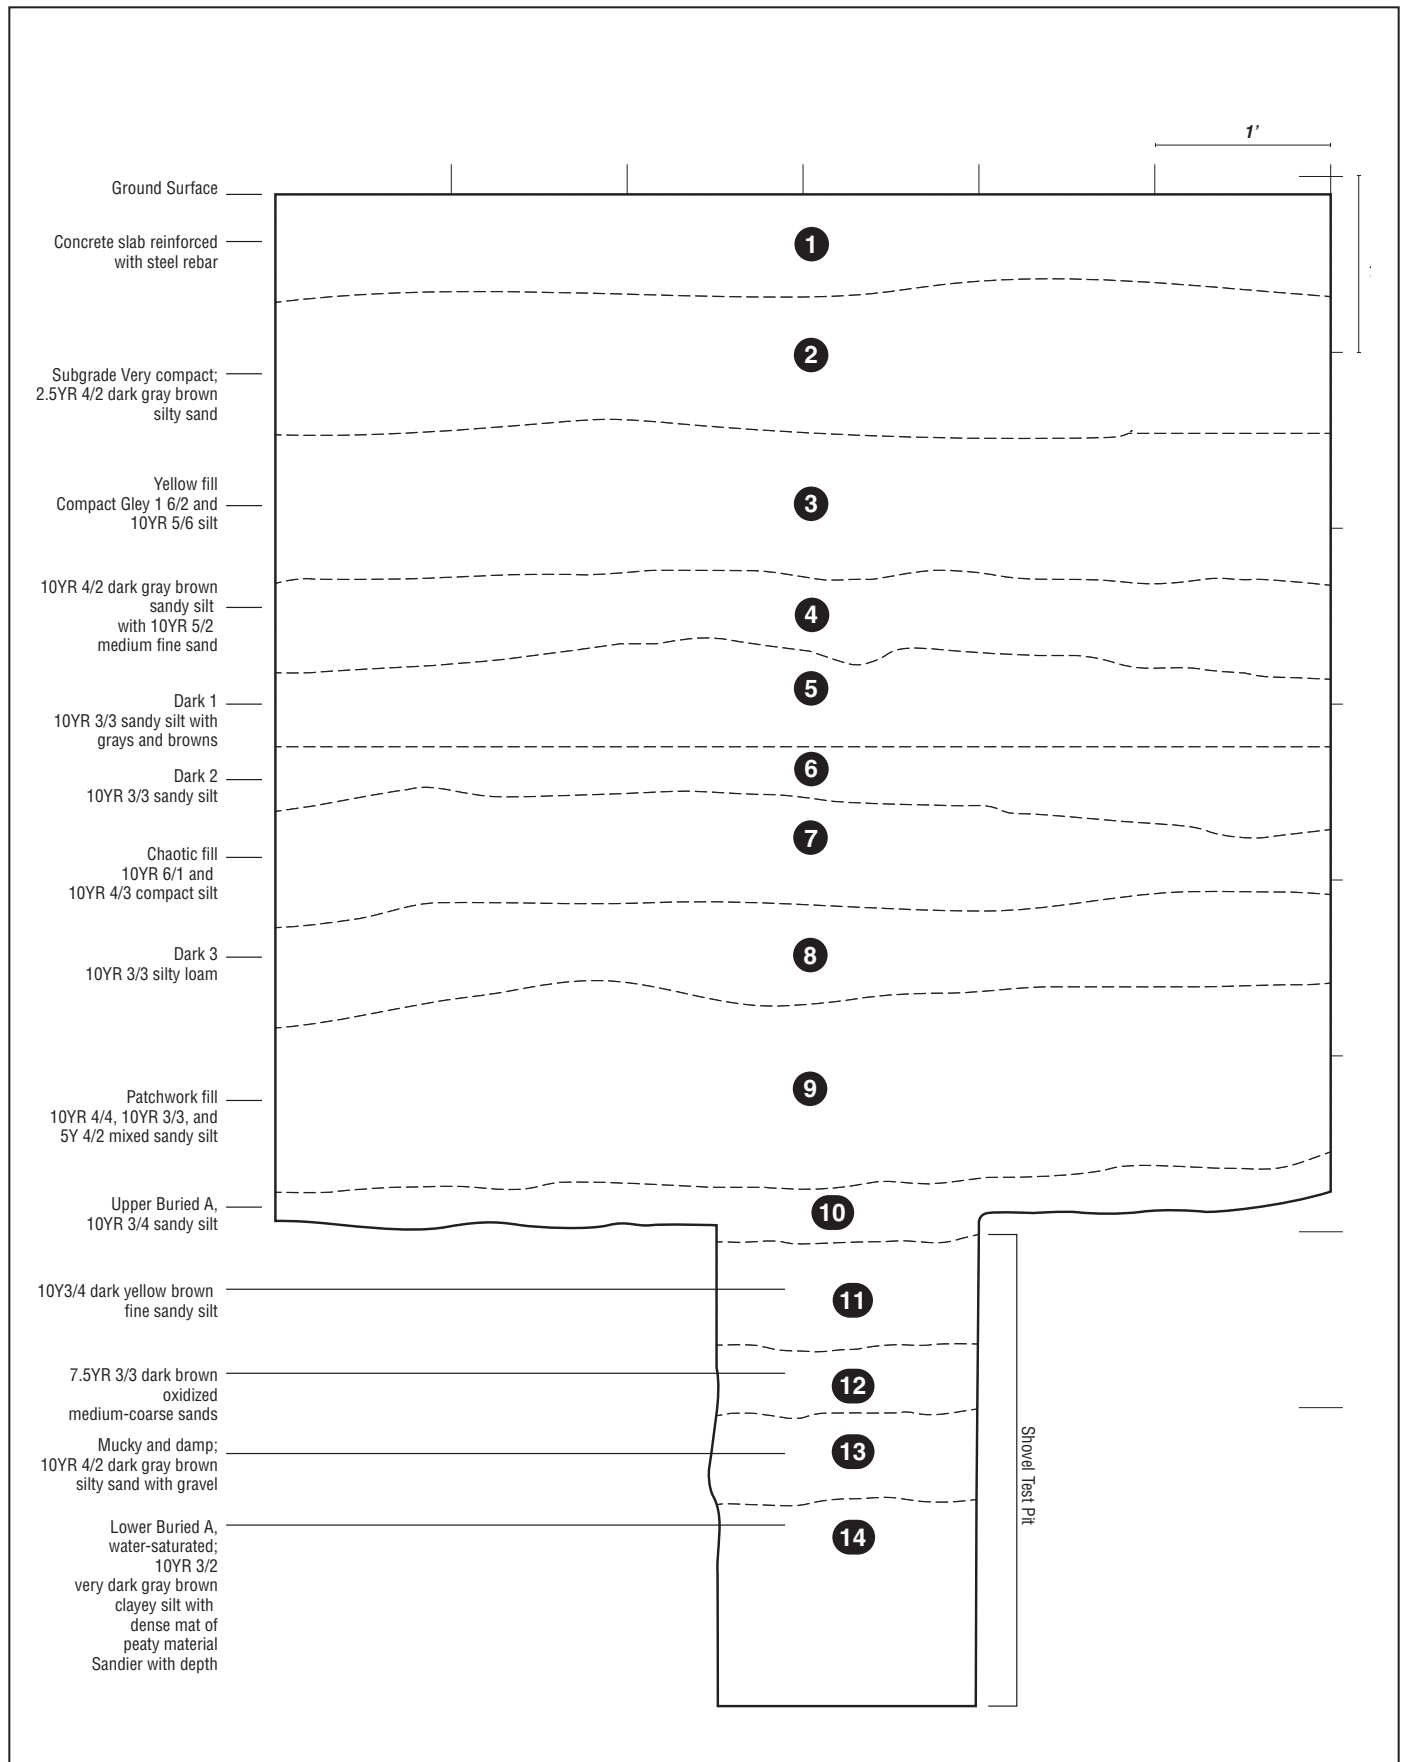 1’
Ground Surface
Concrete slab reinforced
with steel rebar
1
2
Subgrade Very compact;
2.5YR 4/2 dark gray brown
silty sand
Yellow fill
Compact Gley 1 6/2 and
10YR 5/6 silt
3
10YR 4/2 dark gray brown
sandy silt
with 10YR 5/2
medium fine sand
4
5
Dark 1
10YR 3/3 sandy silt with
grays and browns
6
Dark 2
10YR 3/3 sandy silt
7
Chaotic fill
10YR 6/1 and
10YR 4/3 compact silt
Dark 3
10YR 3/3 silty loam
8
9
Patchwork fill
10YR 4/4, 10YR 3/3, and
5Y 4/2 mixed sandy silt
Upper Buried A,
10YR 3/4 sandy silt
10
10Y3/4 dark yellow brown
fine sandy silt
11
7.5YR 3/3 dark brown
oxidized
medium-coarse sands
12
Mucky and damp;
10YR 4/2 dark gray brown
silty sand with gravel
13
Shovel Test Pit
Lower Buried A,
water-saturated;
10YR 3/2
very dark gray brown
clayey silt with
dense mat of
peaty material
Sandier with depth
14